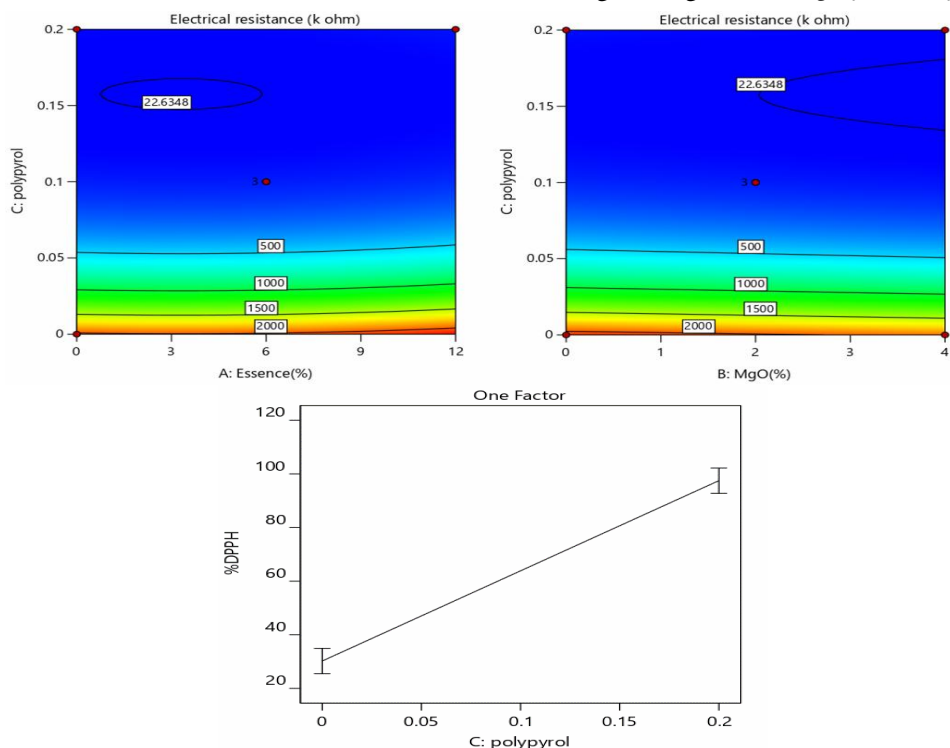 Electrical resistance (k ohm)
0.2
0.15
0.1
0.05
0
C: polypyrol
22.6348
3
500
1000
1500
2000
0 3 6 9 12
A: Essence(%)
Electrical resistance (k ohm)
0.2
0.15
0.1
0.05
0
C: polypyrol
22.6348
3
500
1000
1500
2000
0 1 2 3 4
B: MgO(%)
One Factor
120
100
80
60
40
20
%DPPH
0 0.05 0.1 0.15 0.2
C: polypyrol